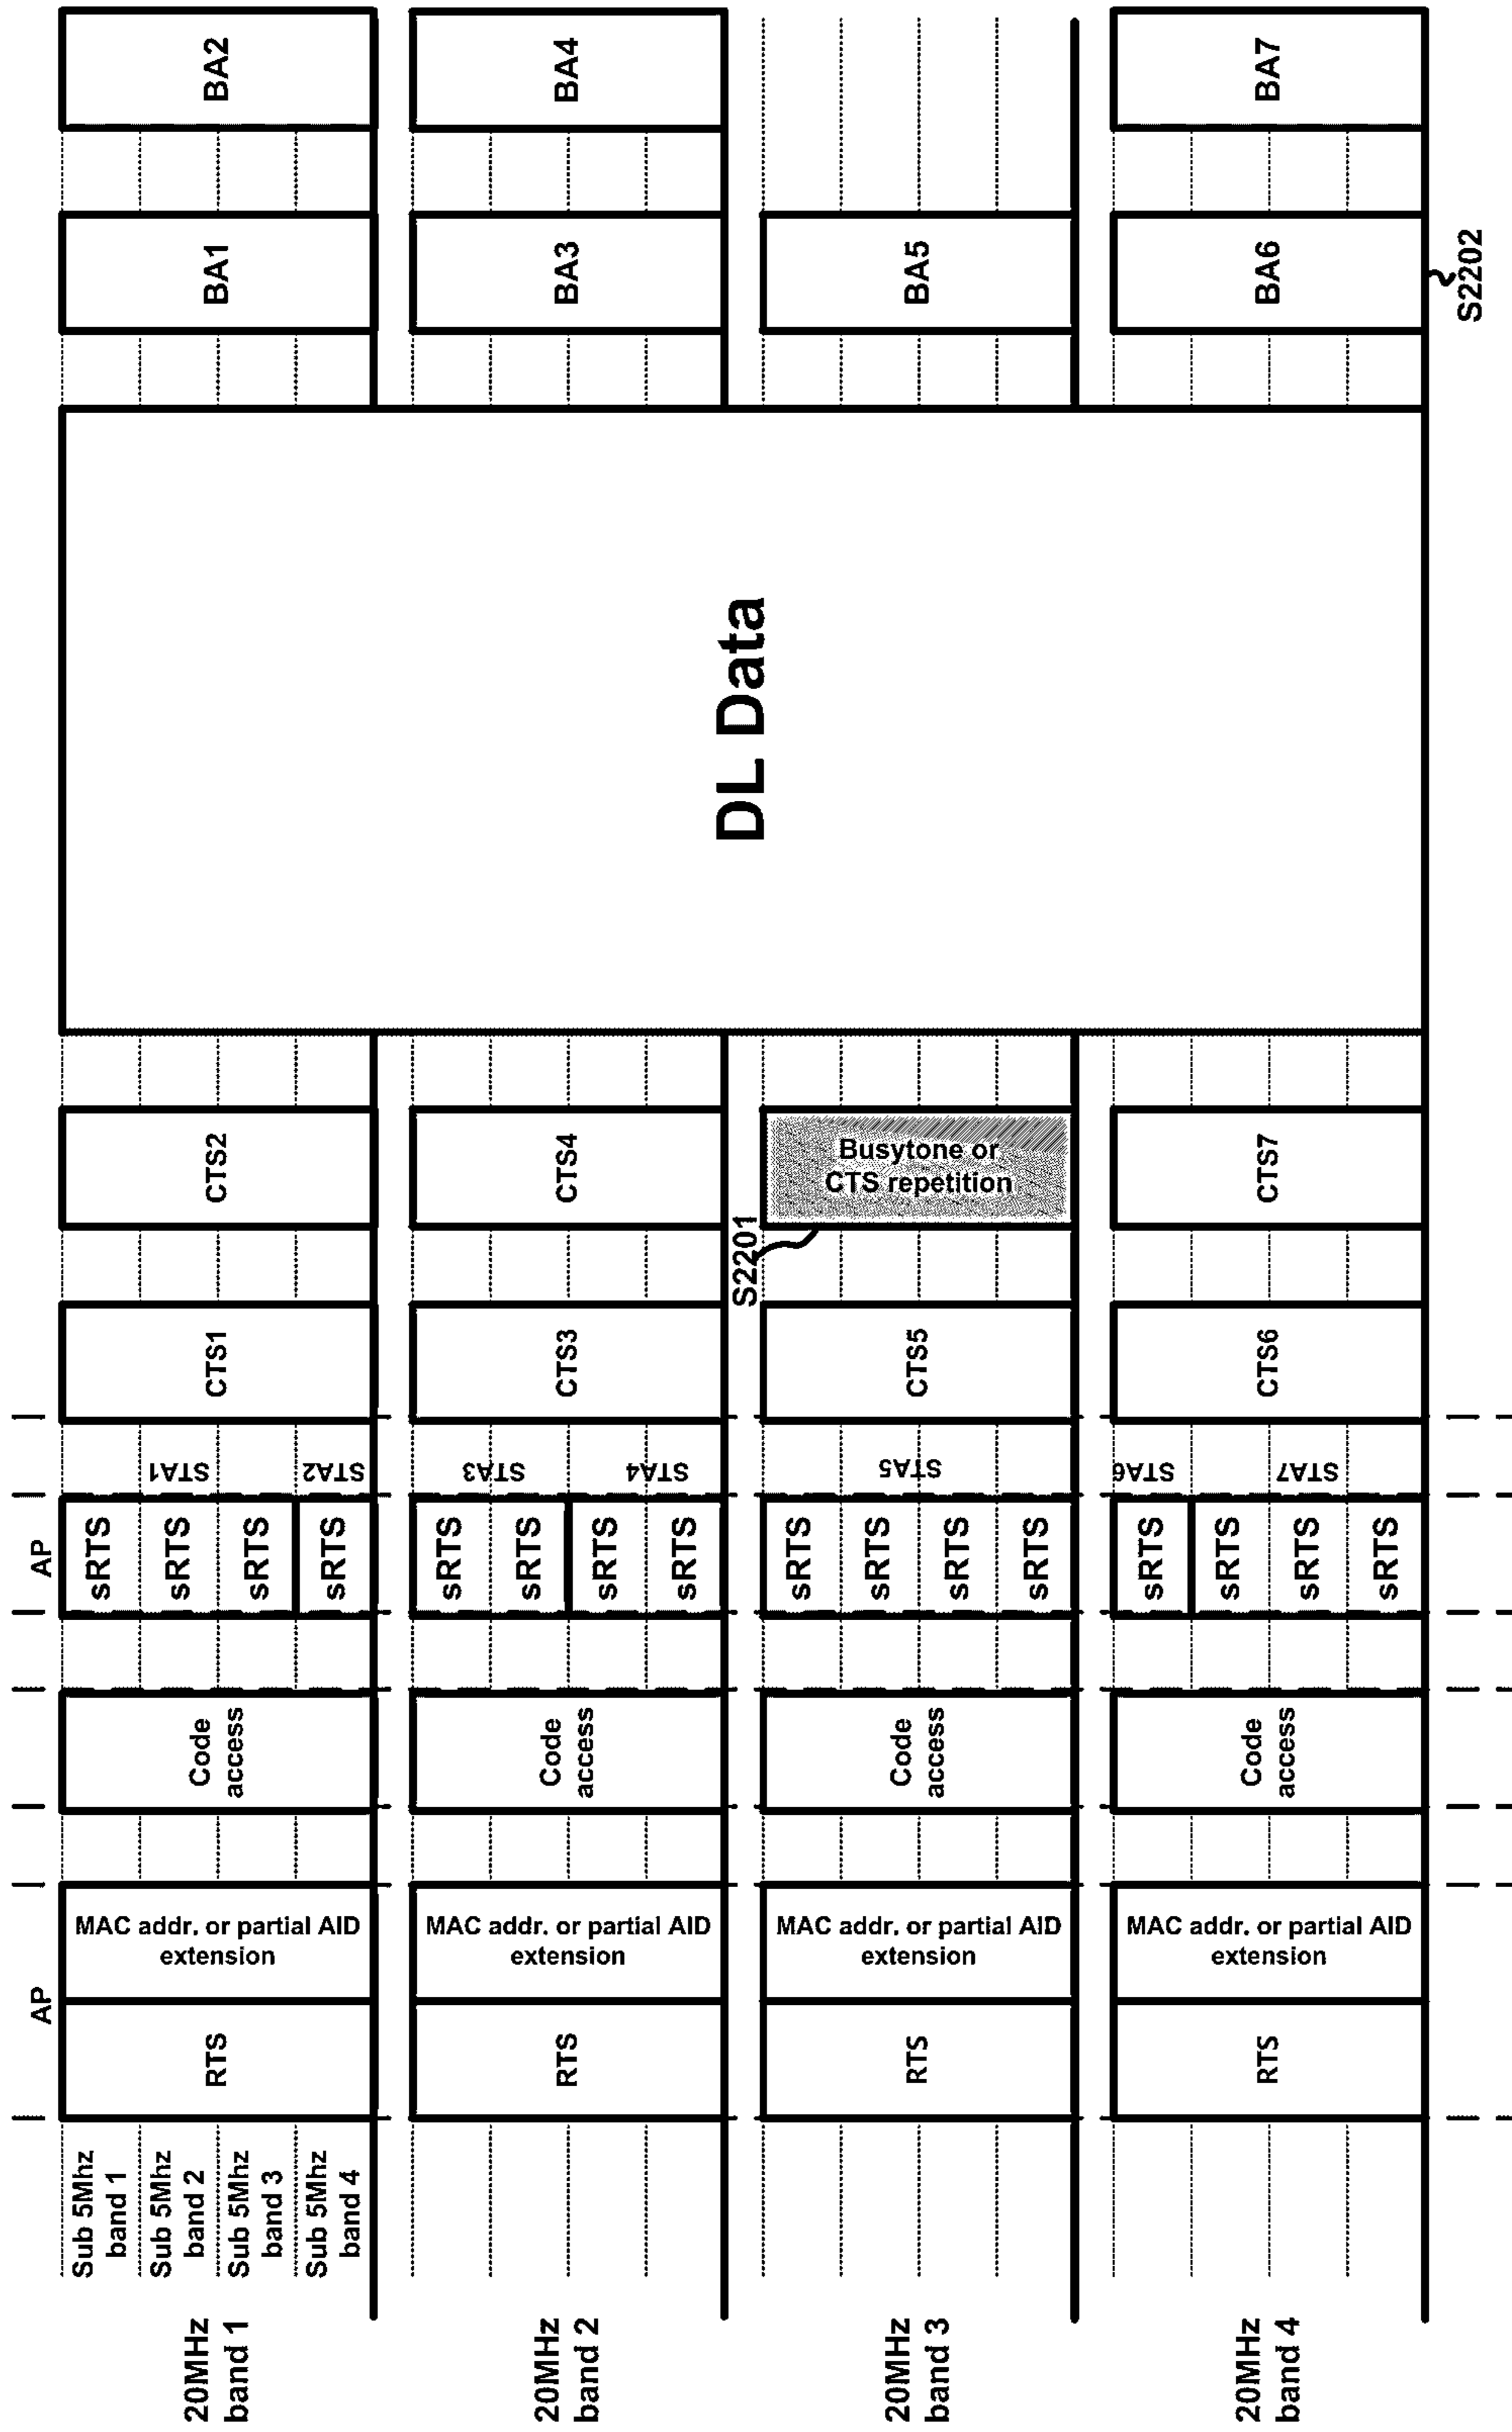 AP
AP
20MHz
band 1
Sub 5Mhz
band 1
Sub 5Mhz
band 2
Sub 5Mhz
band 3
Sub 5Mhz
band 4
RTS
MAC addr. or partial AID
extension
Code
access
sRTS
sRTS
sRTS
sRTS
STA1
STA2
CTS1
CTS2
DL Data
BA1
BA2
20MHz
band 2
RTS
MAC addr. or partial AID
extension
Code
access
sRTS
sRTS
sRTS
sRTS
STA3
STA4
CTS3
CTS4
BA3
BA4
20MHz
band 3
RTS
MAC addr. or partial AID
extension
Code
access
sRTS
sRTS
sRTS
sRTS
STA5
CTS5
S2201
Busytone or
CTS repetition
BA5
20MHz
band 4
RTS
MAC addr. or partial AID
extension
Code
access
sRTS
sRTS
sRTS
sRTS
STA6
STA7
CTS6
CTS7
BA6
BA7
S2202